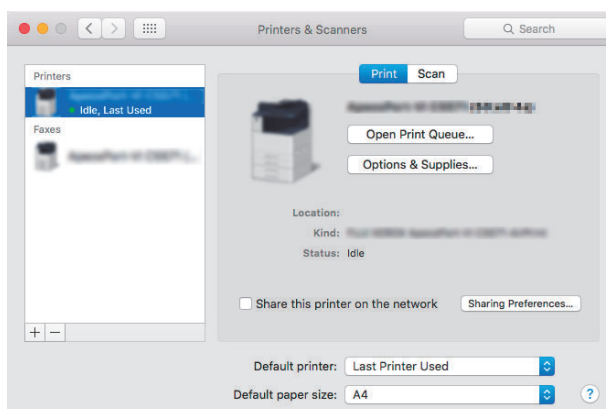 Printers & Scanners
Search
Printers
Idle, Last Used
Faxes
Print Scan
Open Print Queue...
Options & Supplies...
Location:
Kind:
Status: Idle
Share this printer on the network
Sharing Preferences...
+ −
Default printer: Last Printer Used
Default paper size: A4
?